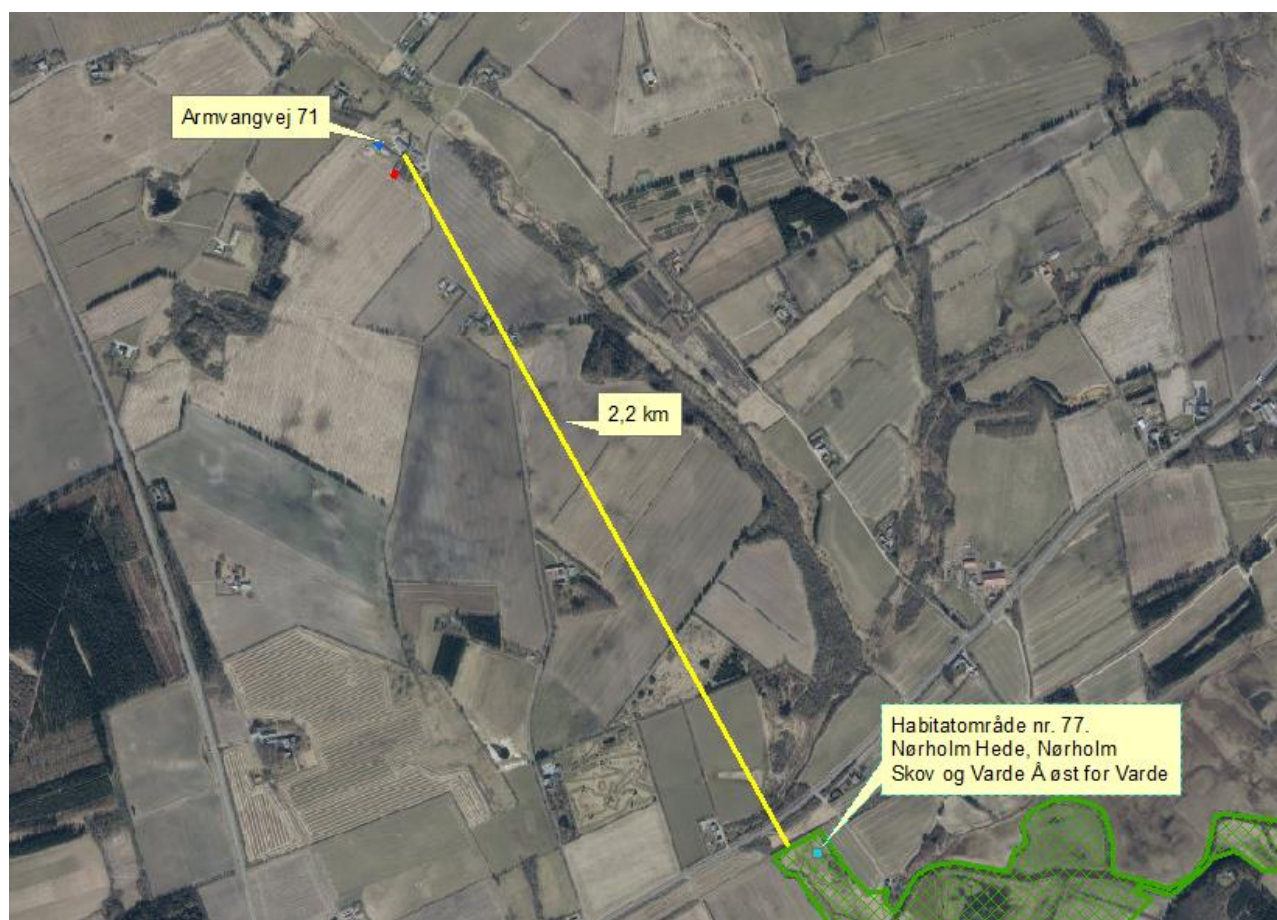 Armvangvej 71
2,2 km
Habitatområde nr. 77.
Nørholm Hede, Nørholm
Skov og Varde Å øst for Varde